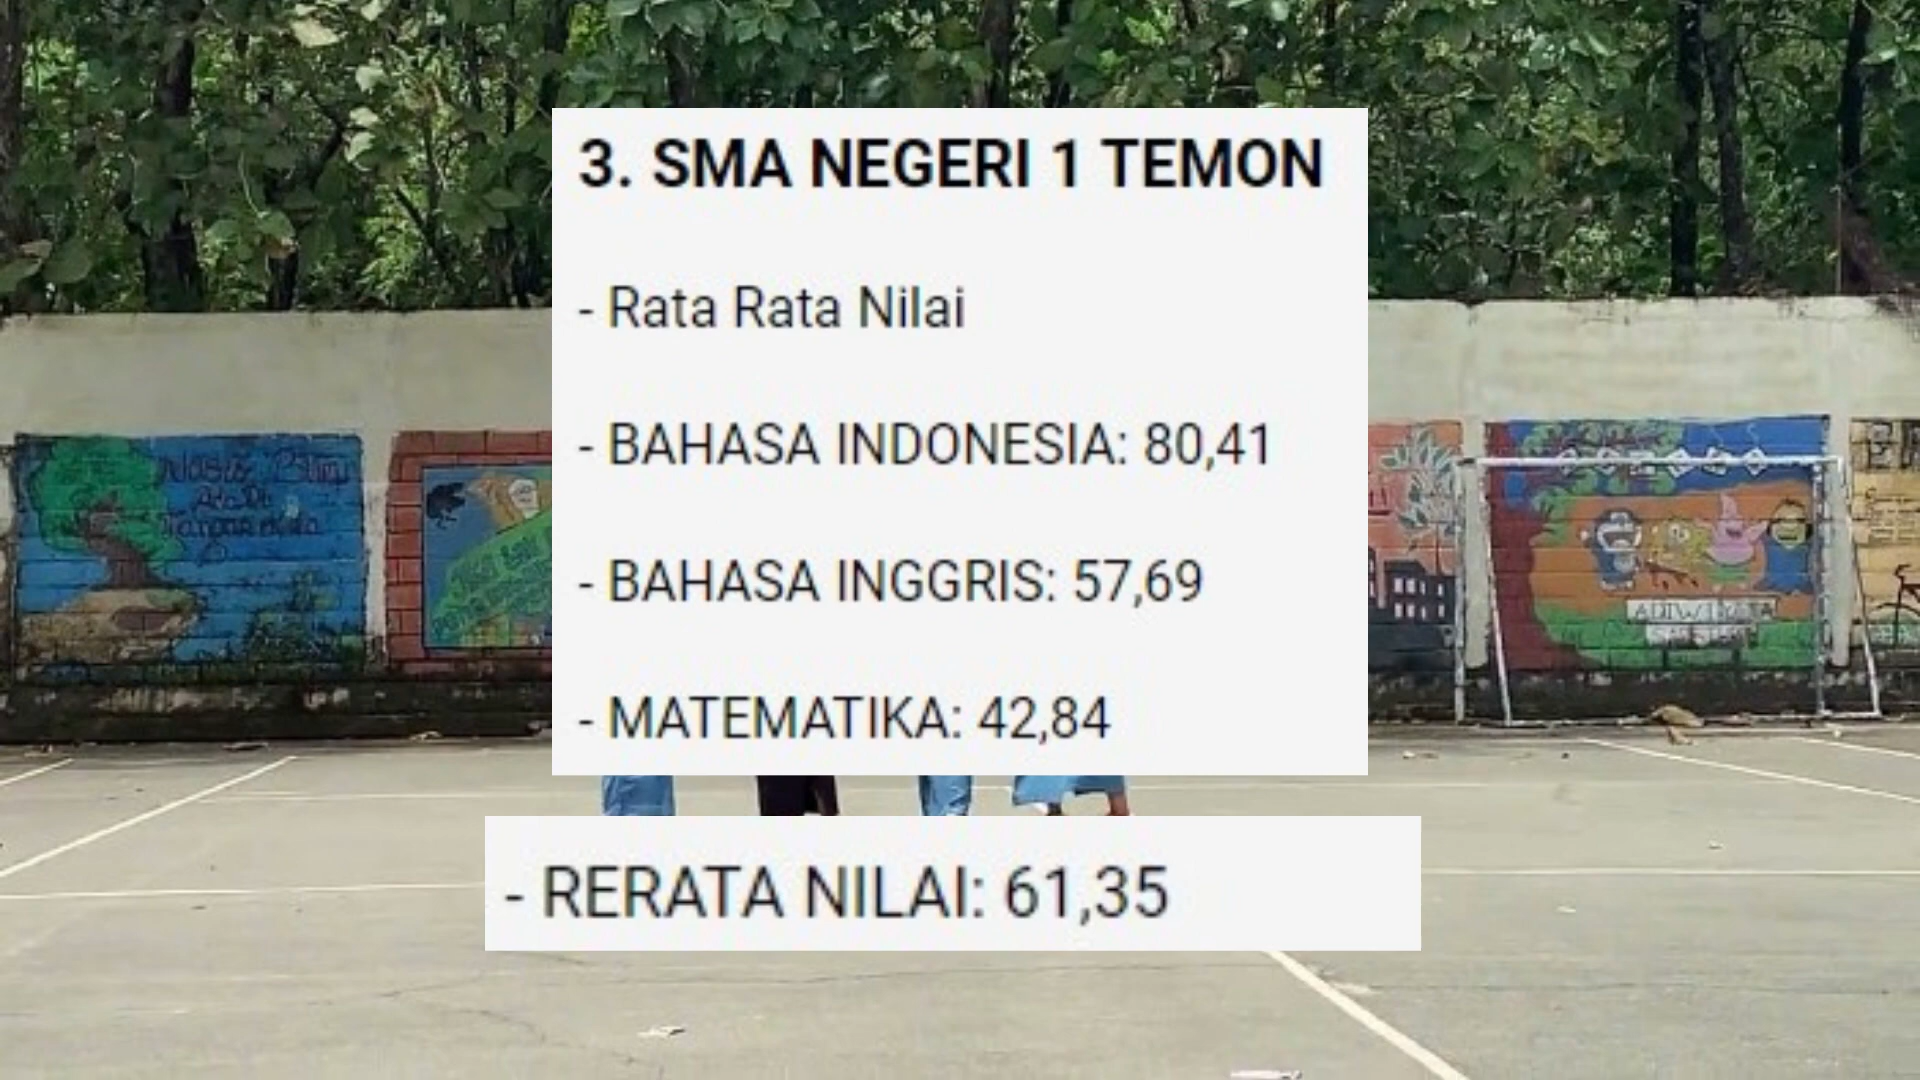 3. SMA NEGERI 1 TEMON
- Rata Rata Nilai
- BAHASA INDONESIA: 80,41
- BAHASA INGGRIS: 57,69
- MATEMATIKA: 42,84
- RERATA NILAI: 61,35